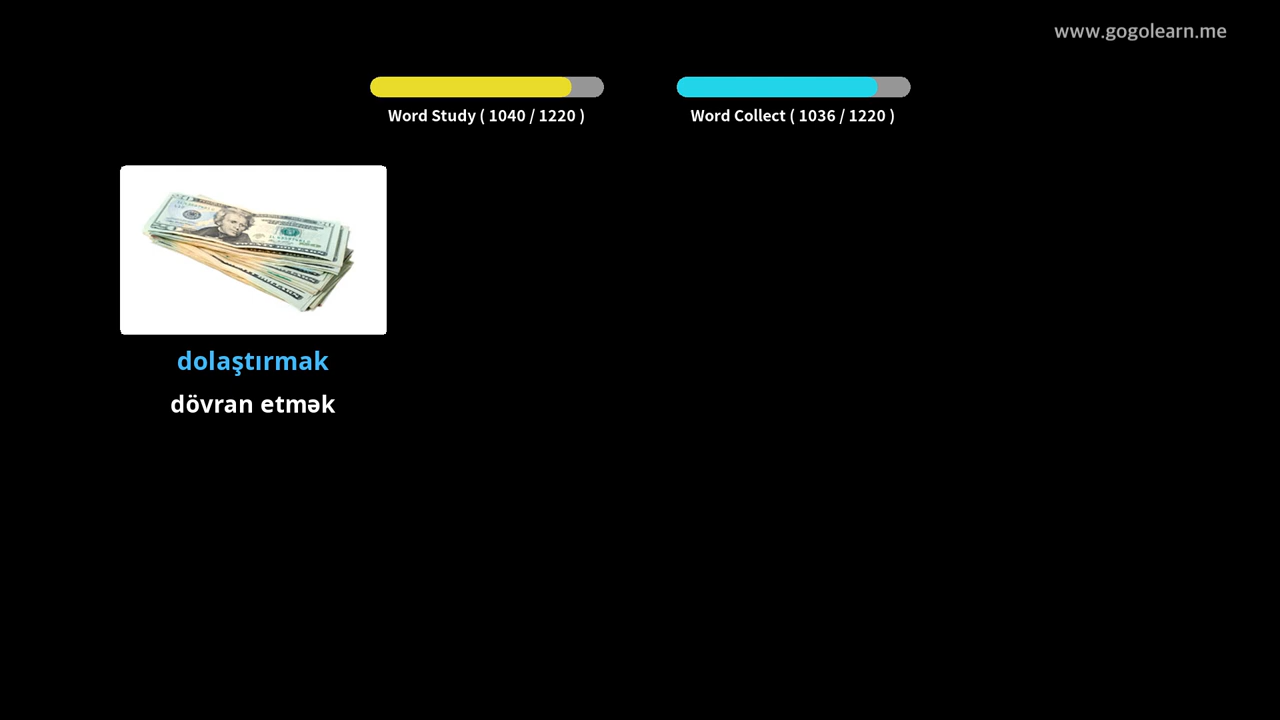 www.gogolearn.me
Word Study ( 1040 / 1220 )
Word Collect ( 1036 / 1220 )
dolaştırmak
dövran etmək